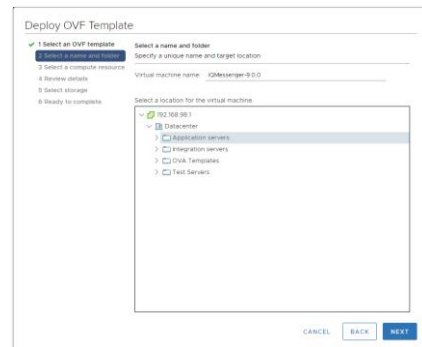 Deploy OVF Template
1 Select an OVF template
2 Select a name and folder
3 Select a compute resource
4 Review details
5 Select storage
6 Ready to complete
Select a name and folder
Specify a unique name and target location
Virtual machine name iQMessenger-9.0.0
Select a location for the virtual machine.
192.168.98.1
Datacenter
Application servers
Integration servers
OVA Templates
Test Servers
CANCEL BACK NEXT